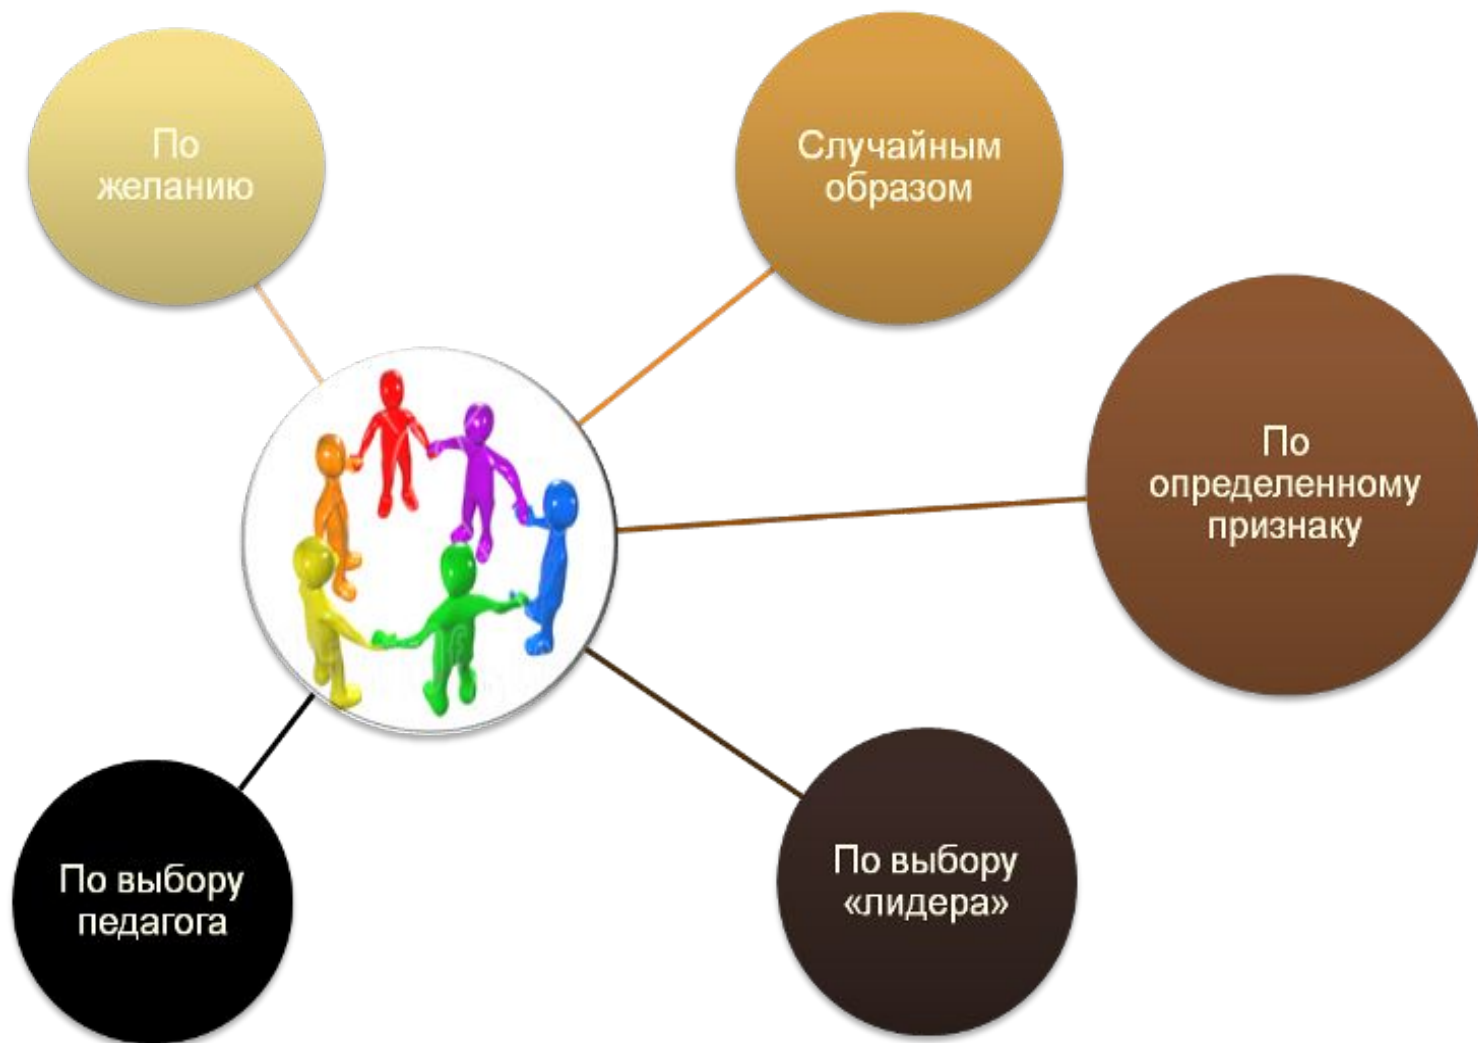 По
желанию
Случайным
образом
По
определенному
признаку
По выбору
«лидера»
По выбору
педагога